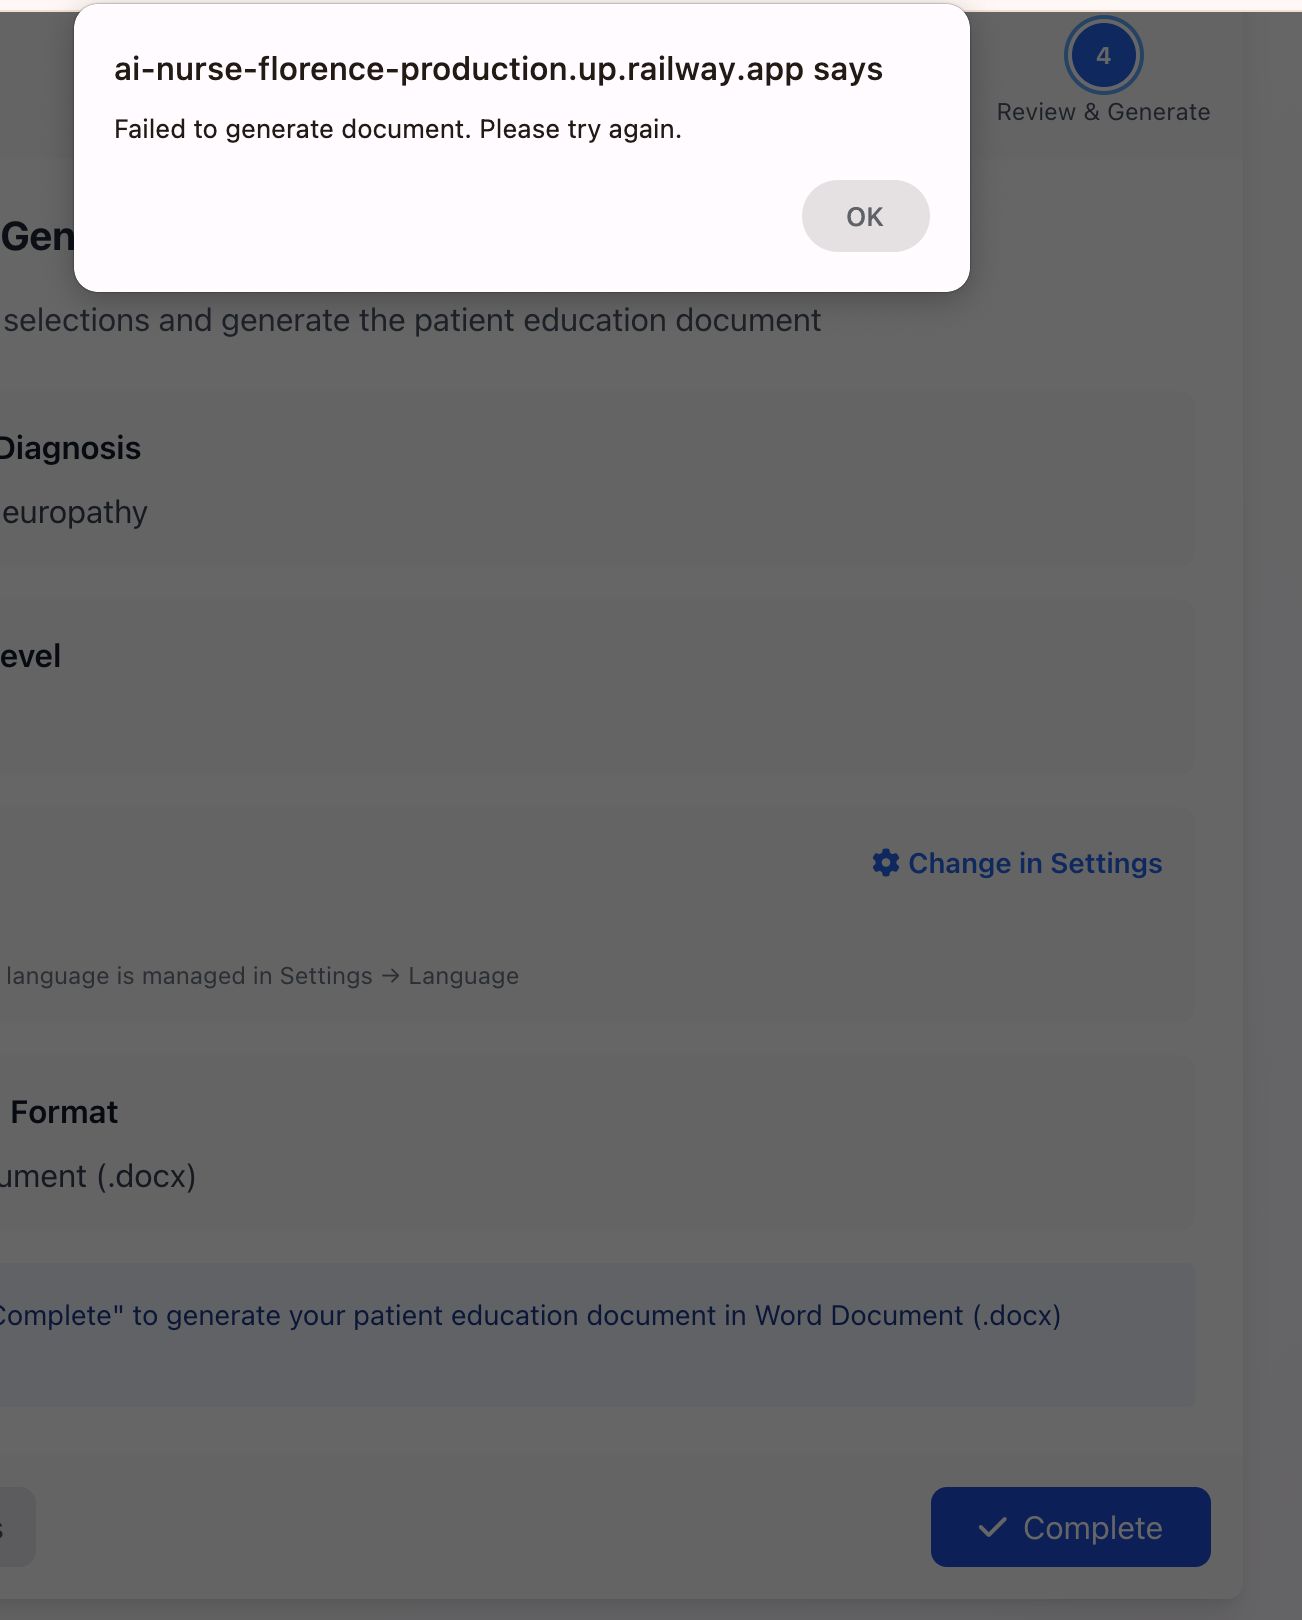 ai-nurse-florence-production.up.railway.app says
Failed to generate document. Please try again.
OK
4
Review & Generate
Gen
selections and generate the patient education document
Diagnosis
europathy
evel
Change in Settings
language is managed in Settings → Language
Format
ument (.docx)
Complete" to generate your patient education document in Word Document (.docx)
s
Complete